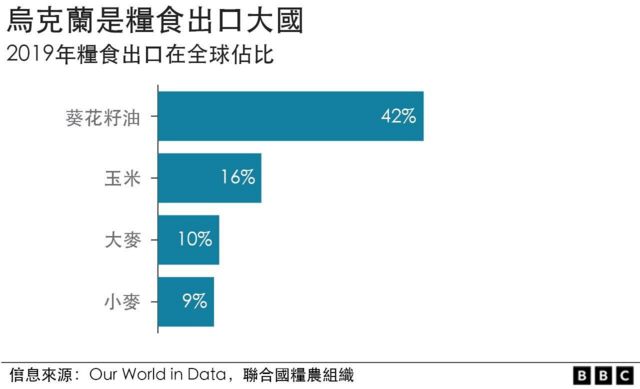 烏克蘭是糧食出口大國
2019年糧食出口在全球佔比
葵花籽油 42%
玉米 16%
大麥 10%
小麥 9%
信息來源：Our World in Data，聯合國糧農組織
BBC